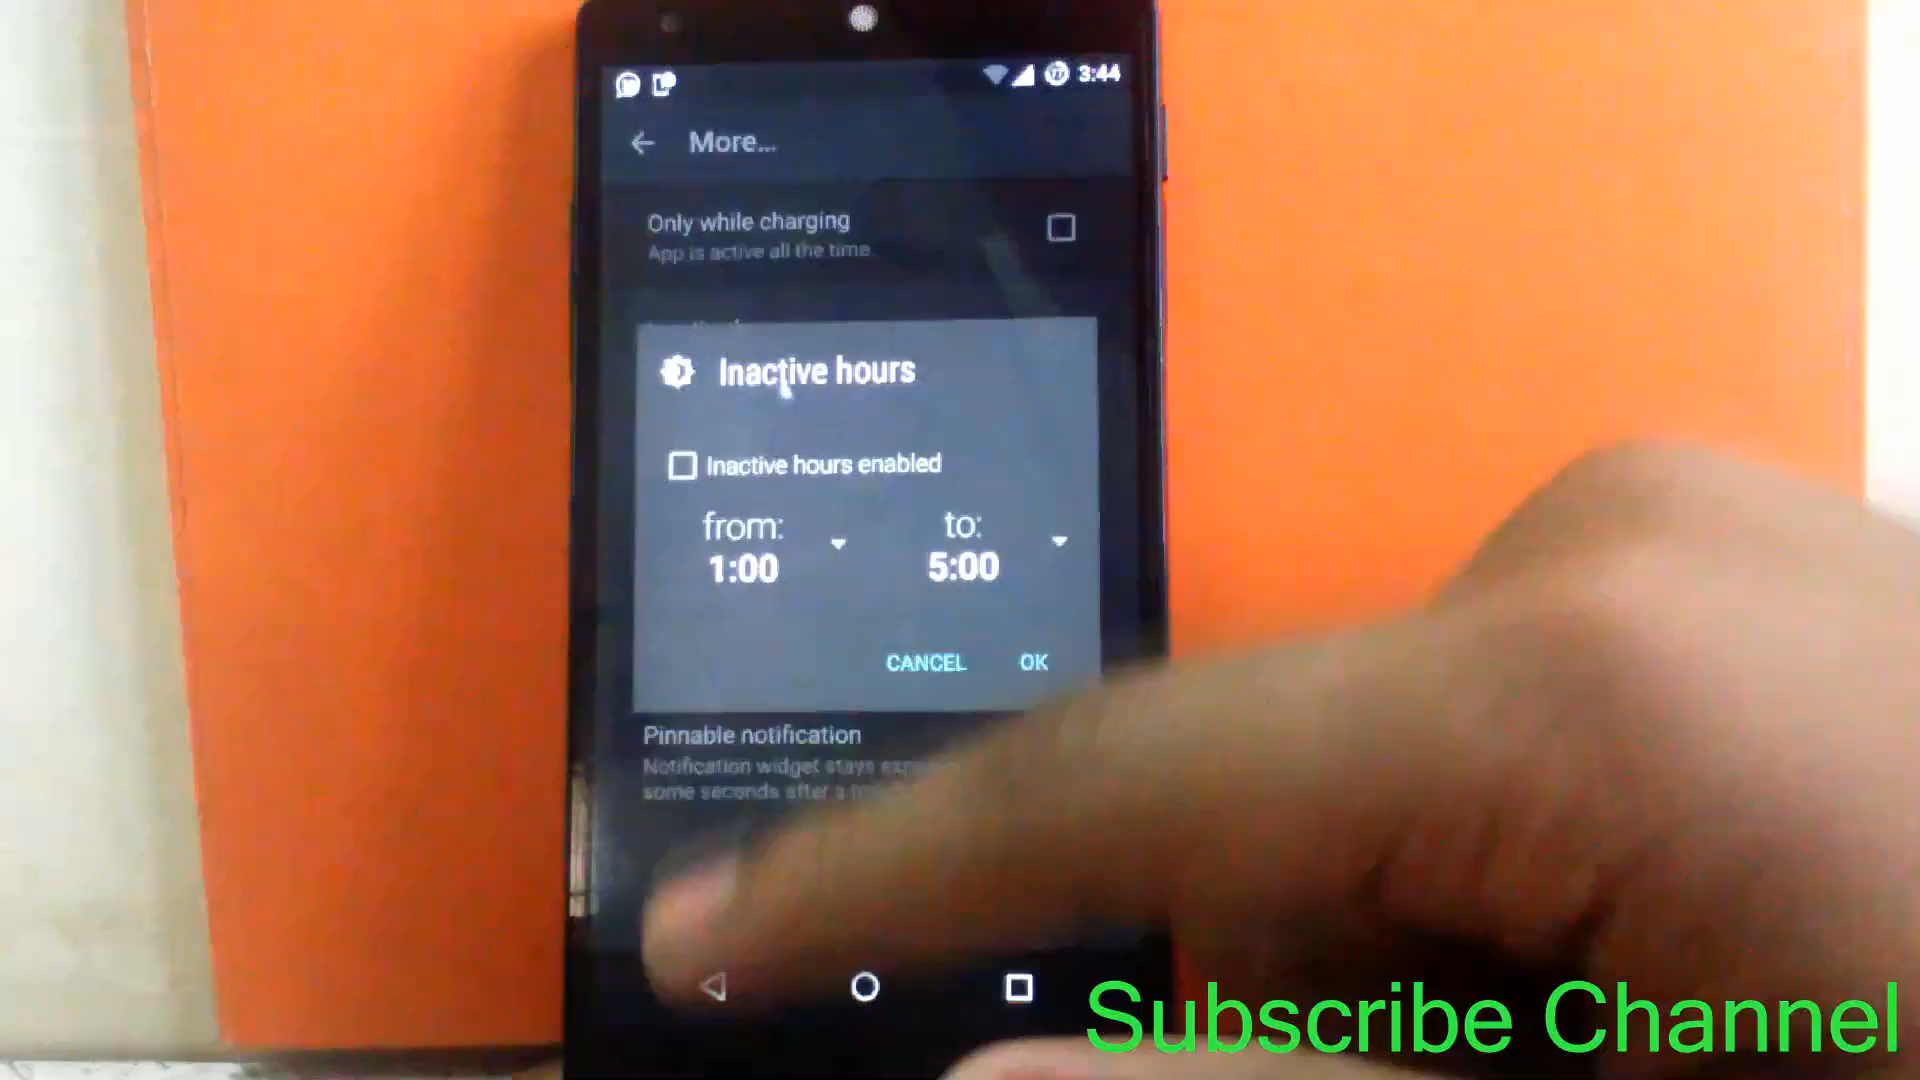 3:44
More...
Only while charging
App is active all the time
Inactive hours
Inactive hours enabled
from: to:
1:00 5:00
CANCEL OK
Pinnable notification
Notification widget stays
some seconds after a
Subscribe Channel